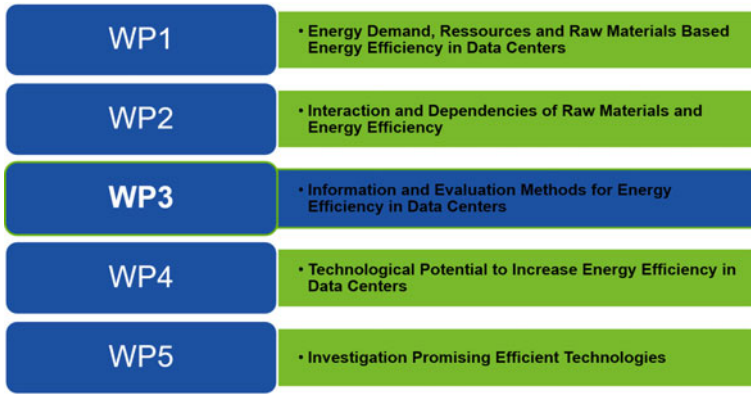 WP1
• Energy Demand, Ressources and Raw Materials Based
Energy Efficiency in Data Centers
WP2
• Interaction and Dependencies of Raw Materials and
Energy Efficiency
WP3
• Information and Evaluation Methods for Energy
Efficiency in Data Centers
WP4
• Technological Potential to Increase Energy Efficiency in
Data Centers
WP5
• Investigation Promising Efficient Technologies